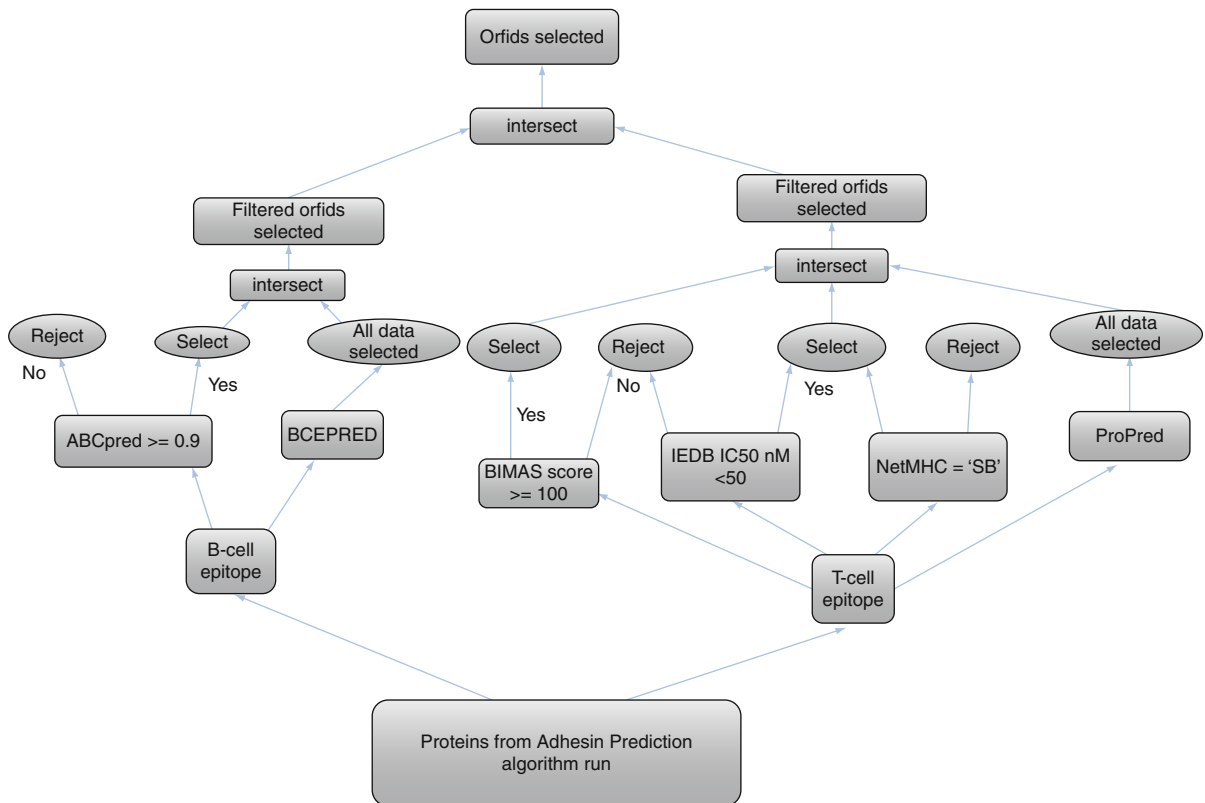 Orfids selected
intersect
Filtered orfids
selected
Filtered orfids
selected
intersect
intersect
Reject
Select
All data
selected
Select
Reject
Select
Reject
All data
selected
No
Yes
Yes
No
Yes
ABCpred >= 0.9
BCEPRED
BIMAS score
>= 100
IEDB IC50 nM
<50
NetMHC = ‘SB’
ProPred
B-cell
epitope
T-cell
epitope
Proteins from Adhesin Prediction
algorithm run